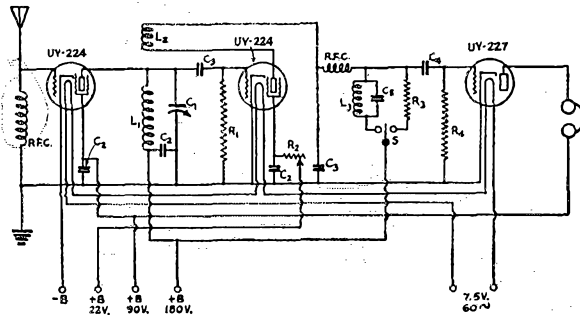 L2
UY-224
C3
UY-224
R.F.C.
C4
UY-227
L1
C1
R1
L3
C5
R3
R4
R.F.C.
C2
C2
R2
S
C2
C3
-B
+B
22V.
+B
90V.
+B
180V.
7.5V.
60~